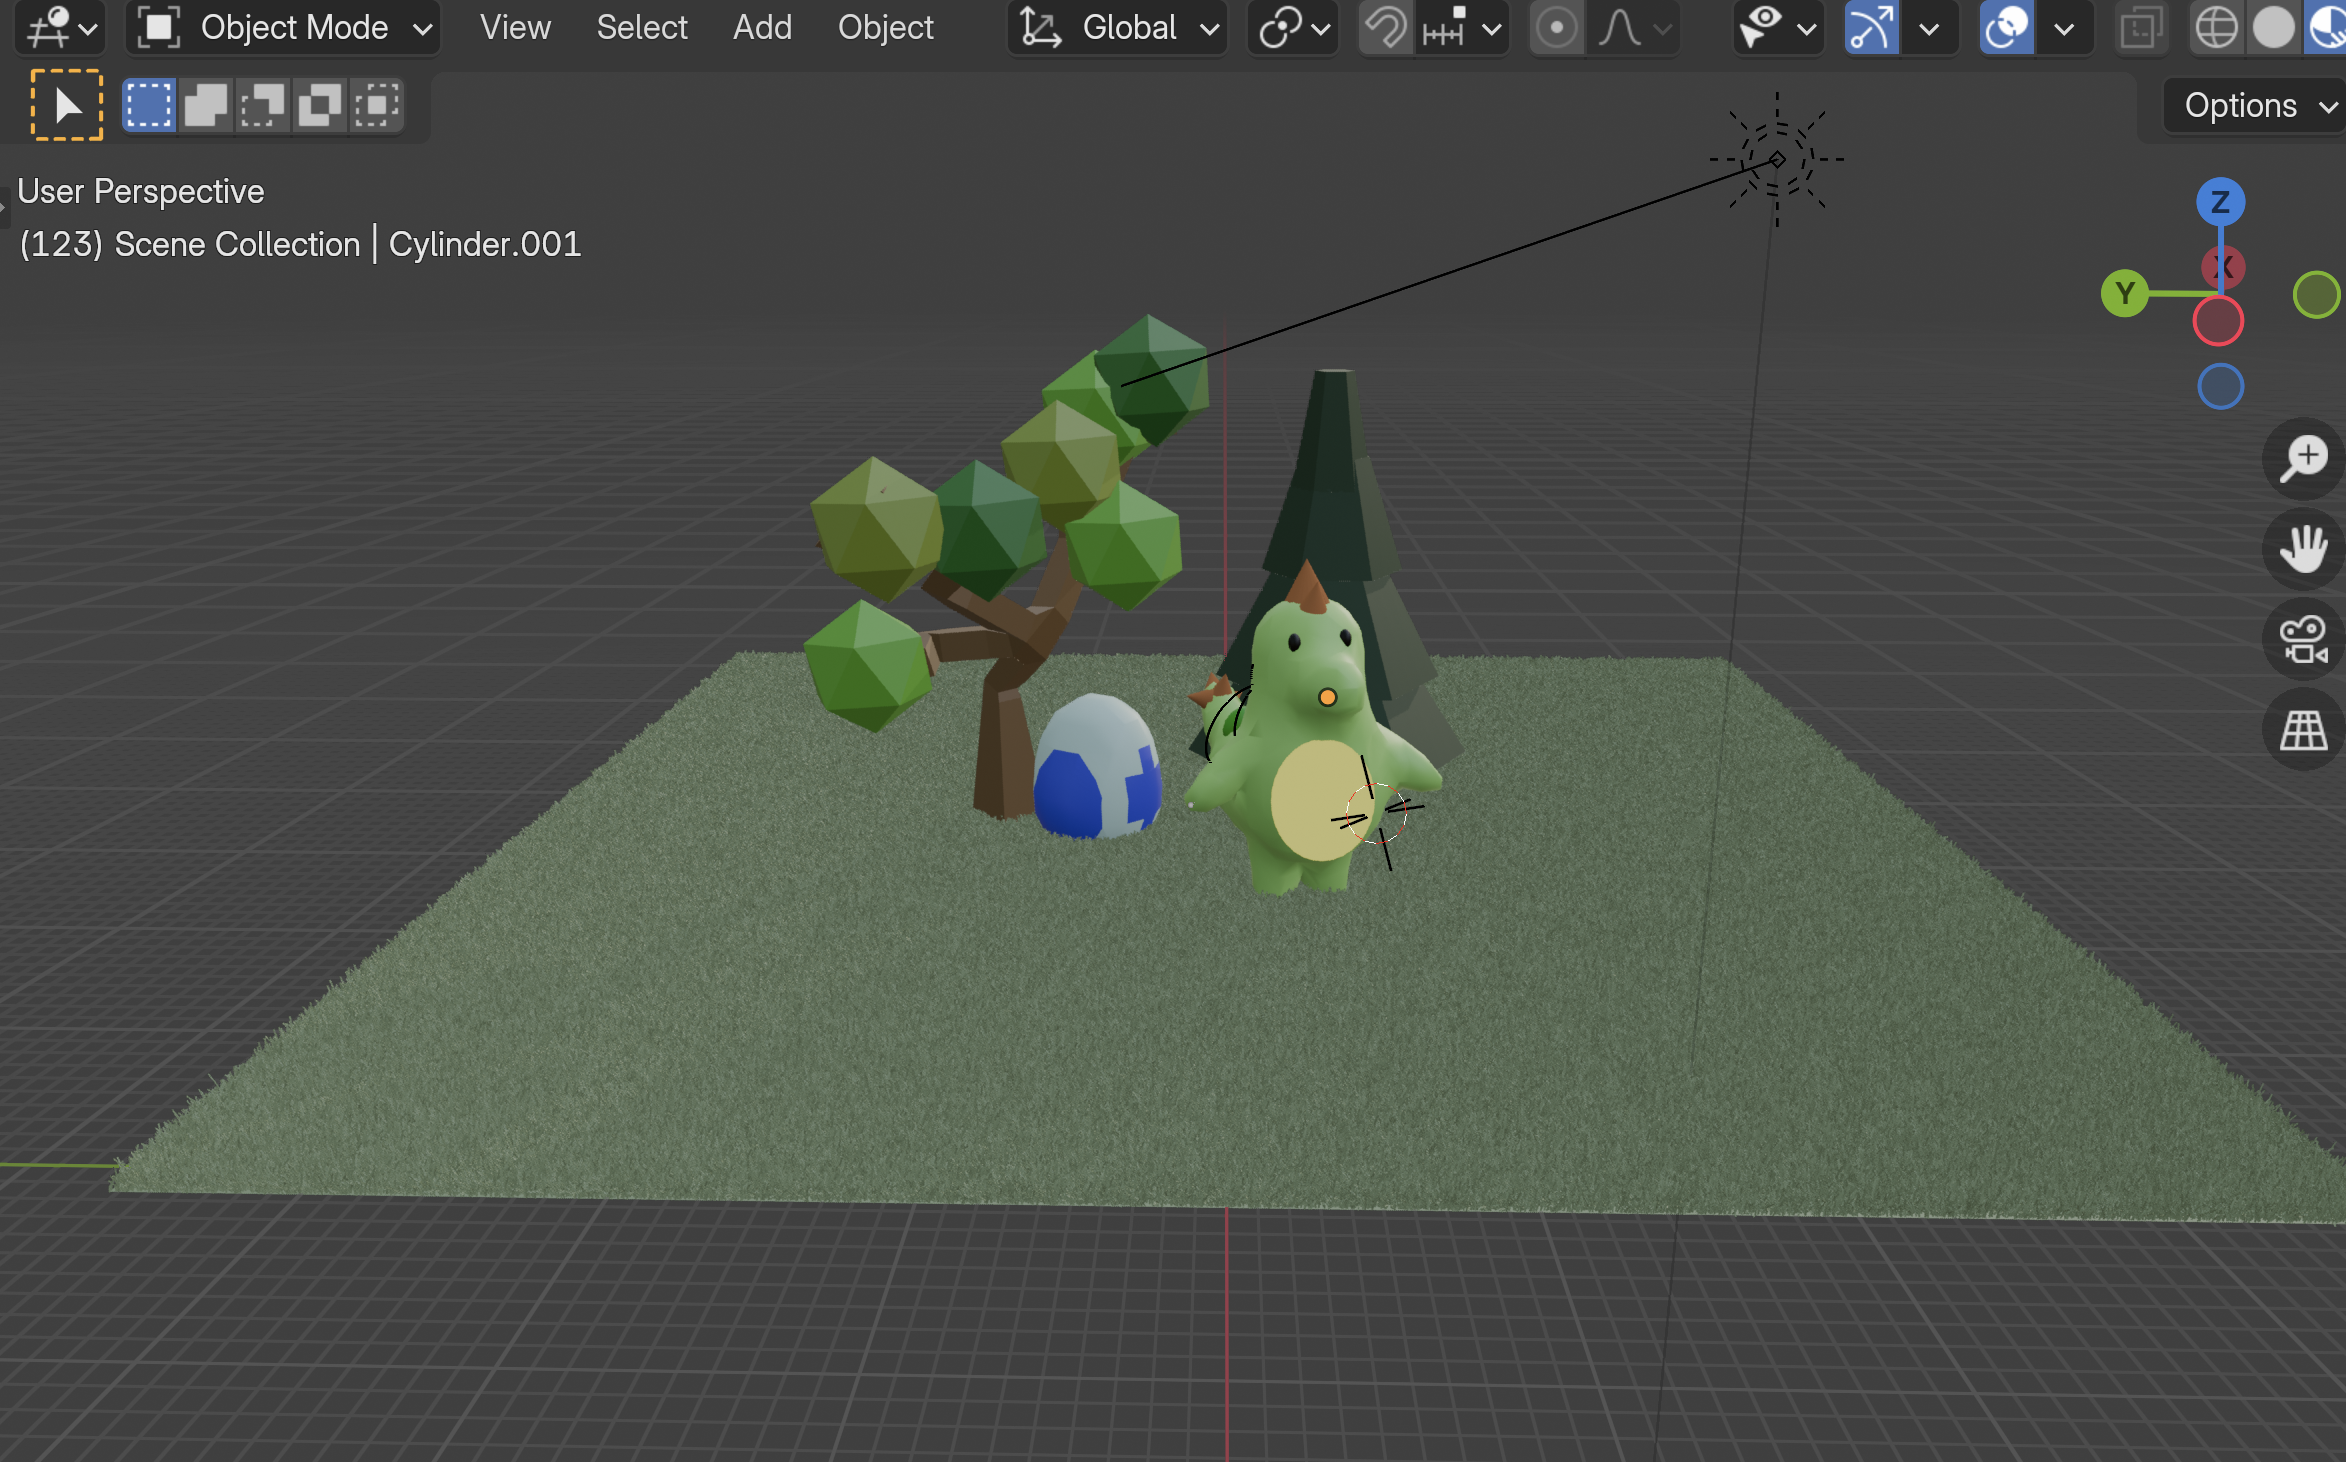 Object Mode View Select Add Object Global
Options
User Perspective
(123) Scene Collection | Cylinder.001
Z
X
Y